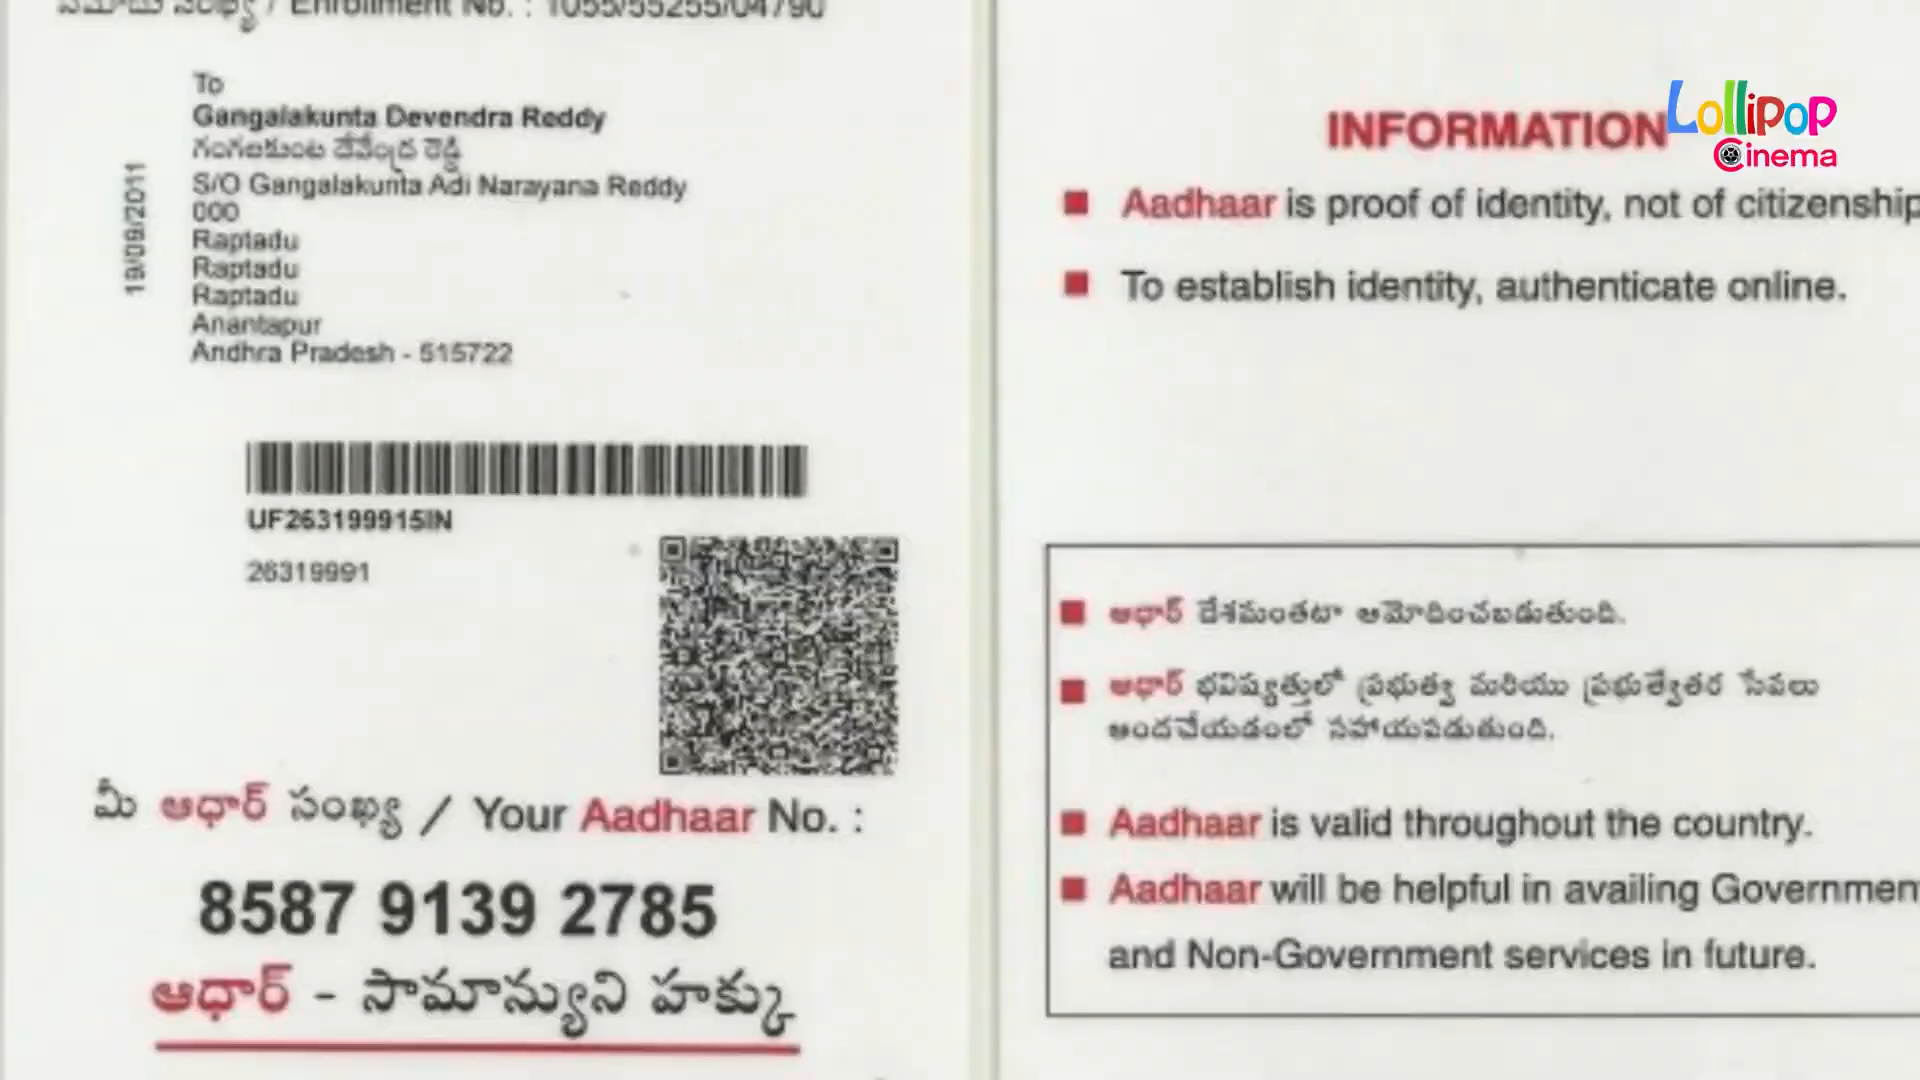 నమోదు సంఖ్య / Enrollment No. : 1055/55255/04790
To
Gangalakunta Devendra Reddy
గంగలకుంట దేవేంద్ర రెడ్డి
S/O Gangalakunta Adi Narayana Reddy
000
Raptadu
Raptadu
Raptadu
Anantapur
Andhra Pradesh - 515722
19/09/2011
UF263199915IN
26319991
మీ ఆధార్ సంఖ్య / Your Aadhaar No. :
8587 9139 2785
ఆధార్ - సామాన్యుని హక్కు
INFORMATION
Lollipop
Cinema
Aadhaar is proof of identity, not of citizenship
To establish identity, authenticate online.
ఆధార్ దేశమంతటా ఆమోదించబడుతుంది.
ఆధార్ భవిష్యత్తులో ప్రభుత్వ మరియు ప్రభుత్వేతర సేవలు
అందచేయడంలో సహాయపడుతుంది.
Aadhaar is valid throughout the country.
Aadhaar will be helpful in availing Government
and Non-Government services in future.